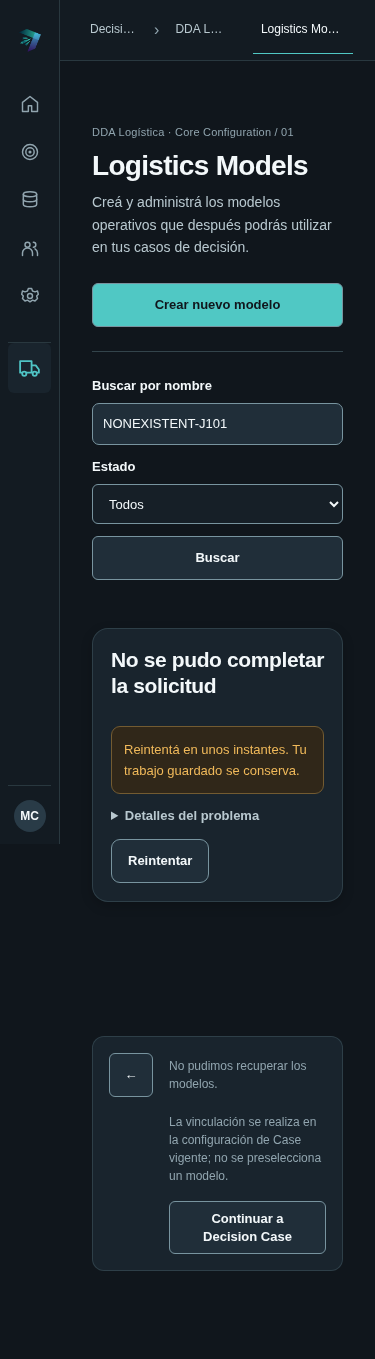 Decisi…
›
DDA L…
Logistics Mo…
DDA Logística · Core Configuration / 01
Logistics Models
Creá y administrá los modelos
operativos que después podrás utilizar
en tus casos de decisión.
Crear nuevo modelo
Buscar por nombre
NONEXISTENT-J101
Estado
Todos
Buscar
No se pudo completar
la solicitud
Reintentá en unos instantes. Tu
trabajo guardado se conserva.
Detalles del problema
MC
Reintentar
←
No pudimos recuperar los
modelos.
La vinculación se realiza en
la configuración de Case
vigente; no se preselecciona
un modelo.
Continuar a
Decision Case